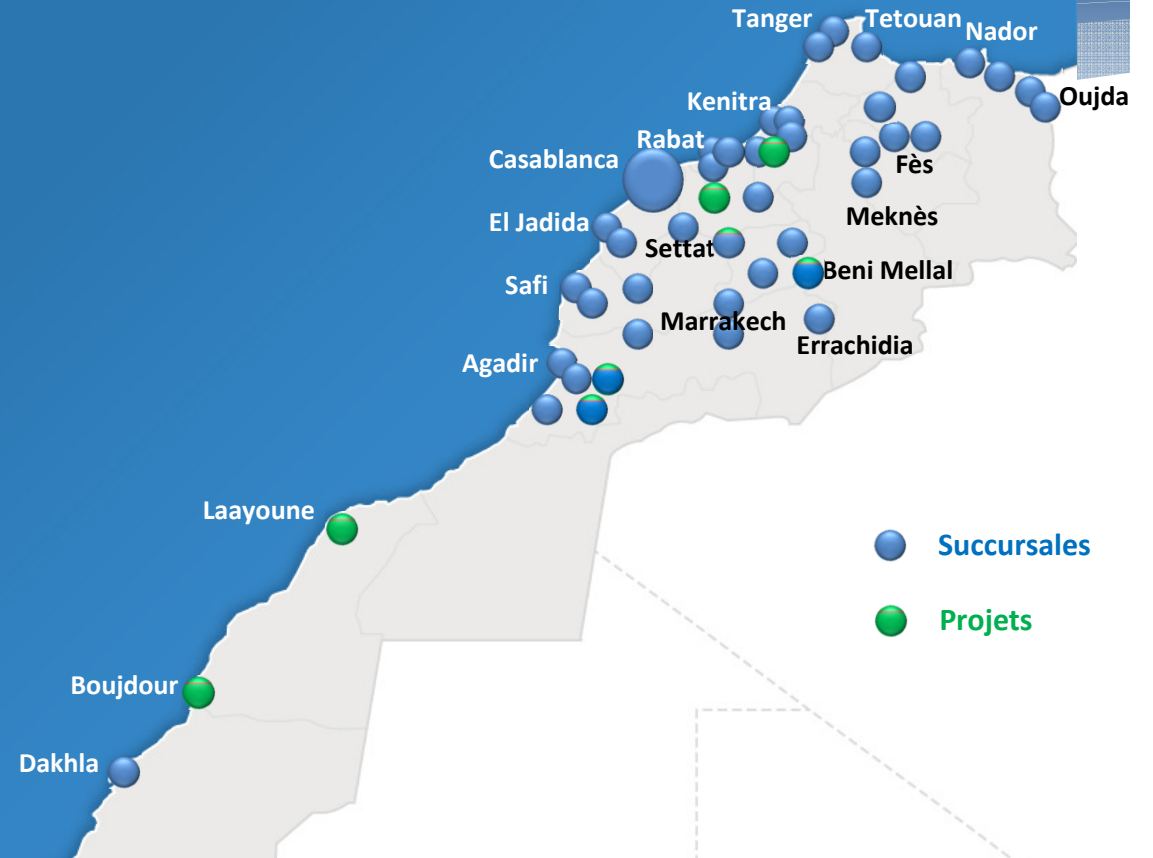 Tanger
Tetouan
Nador
Oujda
Kenitra
Rabat
Casablanca
Fès
Meknès
El Jadida
Settat
Beni Mellal
Safi
Marrakech
Errachidia
Agadir
Laayoune
Succursales
Projets
Boujdour
Dakhla